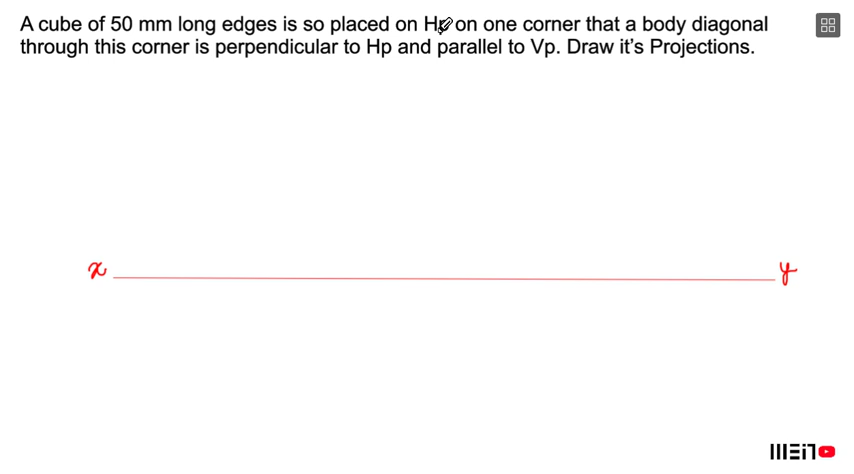 A cube of 50 mm long edges is so placed on Hp on one corner that a body diagonal
through this corner is perpendicular to Hp and parallel to Vp. Draw it's Projections.
x y